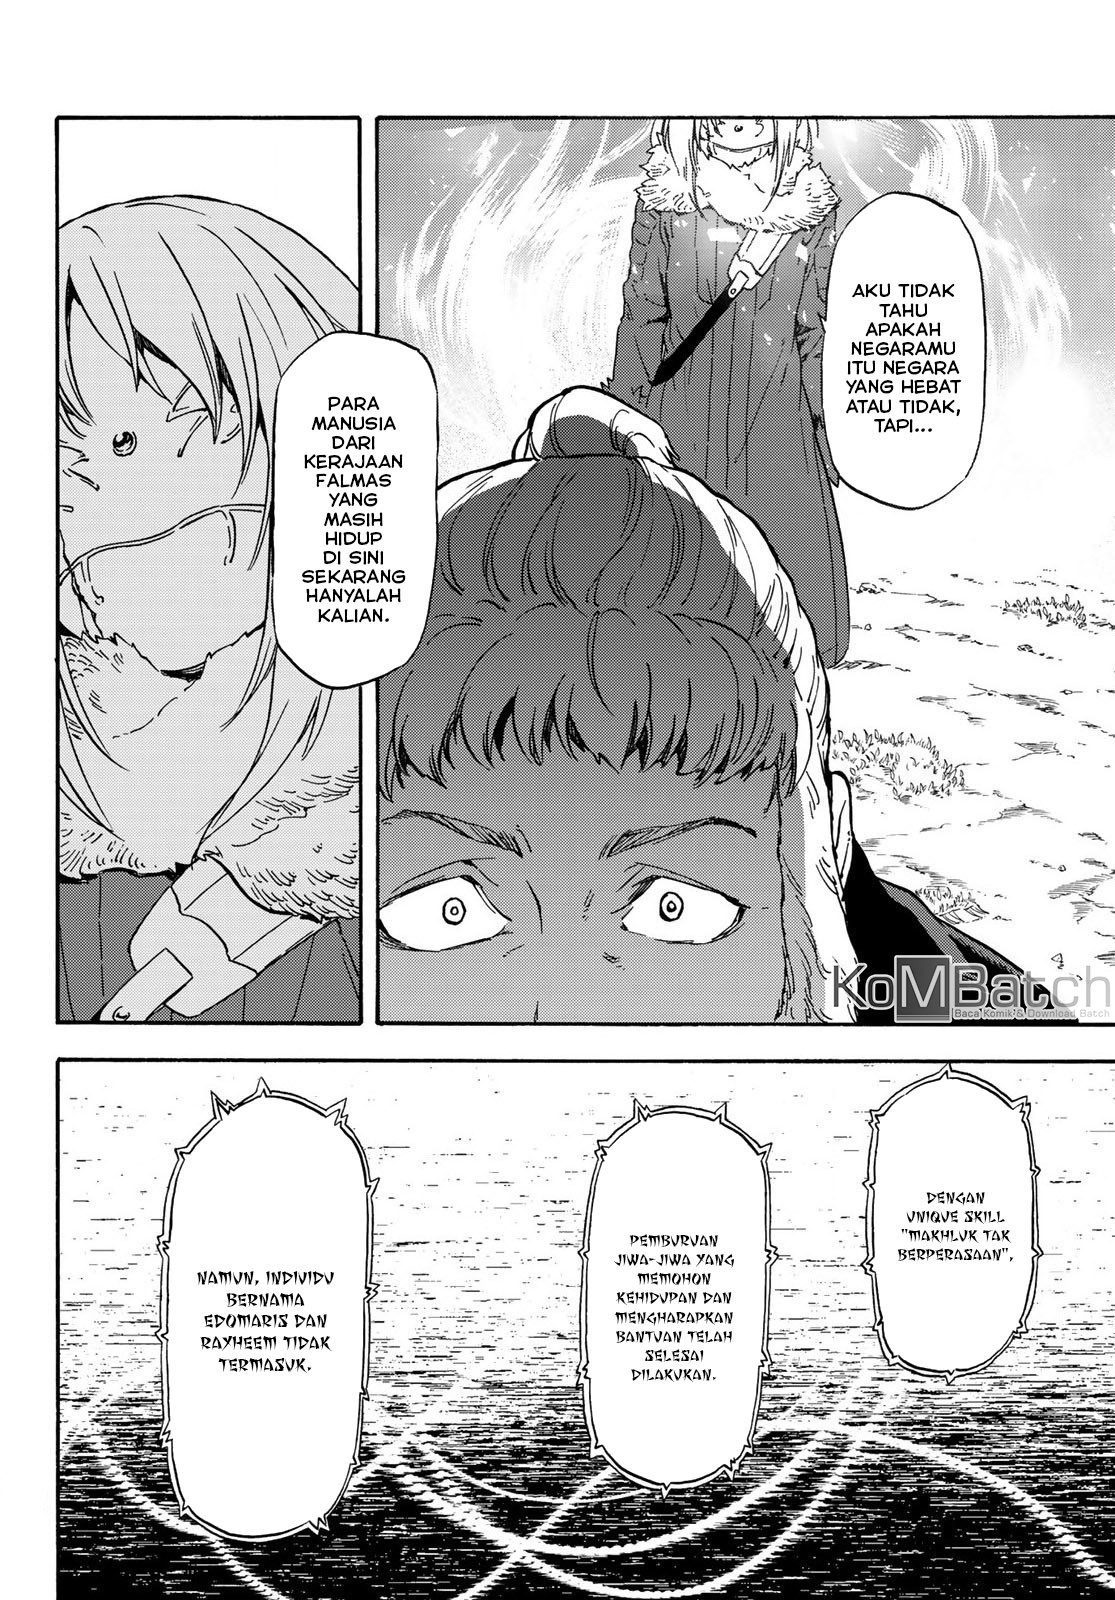 AKU TIDAK
TAHU
APAKAH
NEGARAMU
ITU NEGARA
YANG HEBAT
ATAU TIDAK,
TAPI...
PARA
MANUSIA
DARI
KERAJAAN
FALMAS
YANG
MASIH
HIDUP
DI SINI
SEKARANG
HANYALAH
KALIAN.
KoMBatch
Baca Komik & Download Batch
DENGAN
UNIQUE SKILL
"MAKHLUK TAK
BERPERASAAN",
PEMBURUAN
JIWA-JIWA YANG
MEMOHON
KEHIDUPAN DAN
MENGHARAPKAN
BANTUAN TELAH
SELESAI
DILAKUKAN.
NAMUN, INDIVIDU
BERNAMA
EDOMARIS DAN
RAYHEEM TIDAK
TERMASUK.